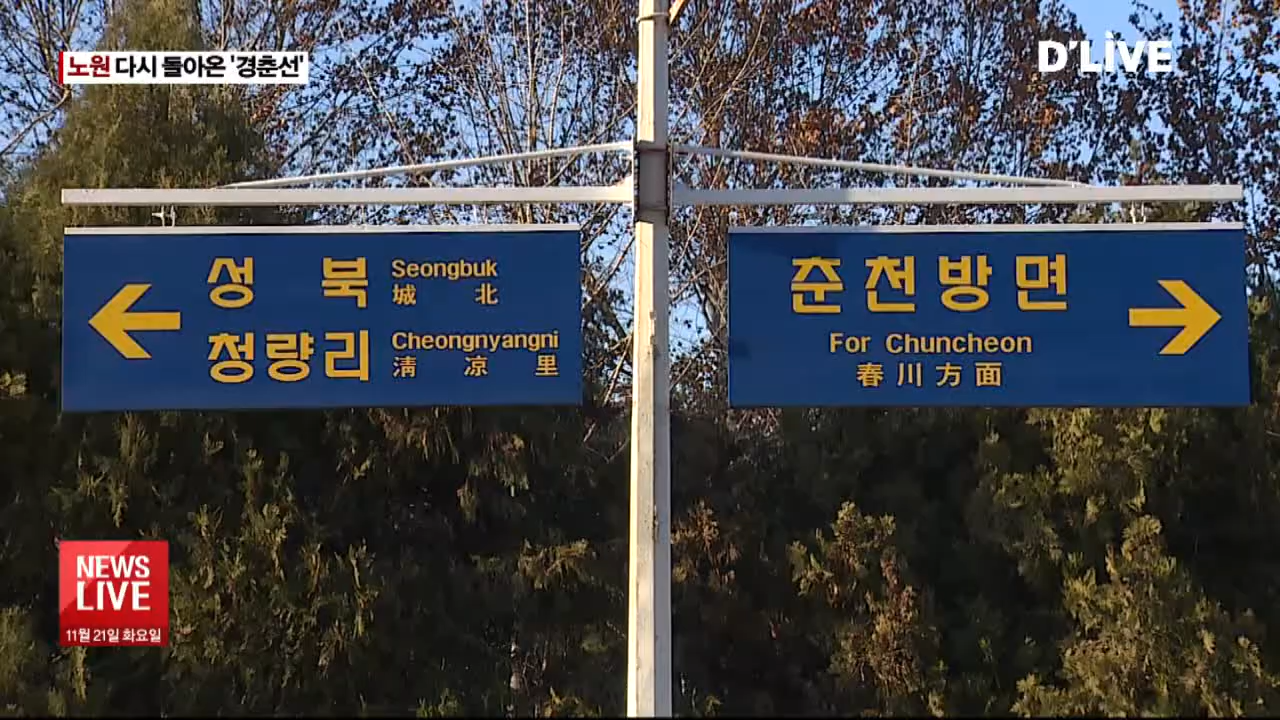 노원 다시 돌아온 '경춘선'
D'LIVE
성 북 Seongbuk
城 北
청량리 Cheongnyangni
淸 凉 里
춘천방면
For Chuncheon
春川方面
NEWS
LIVE
11월 21일 화요일